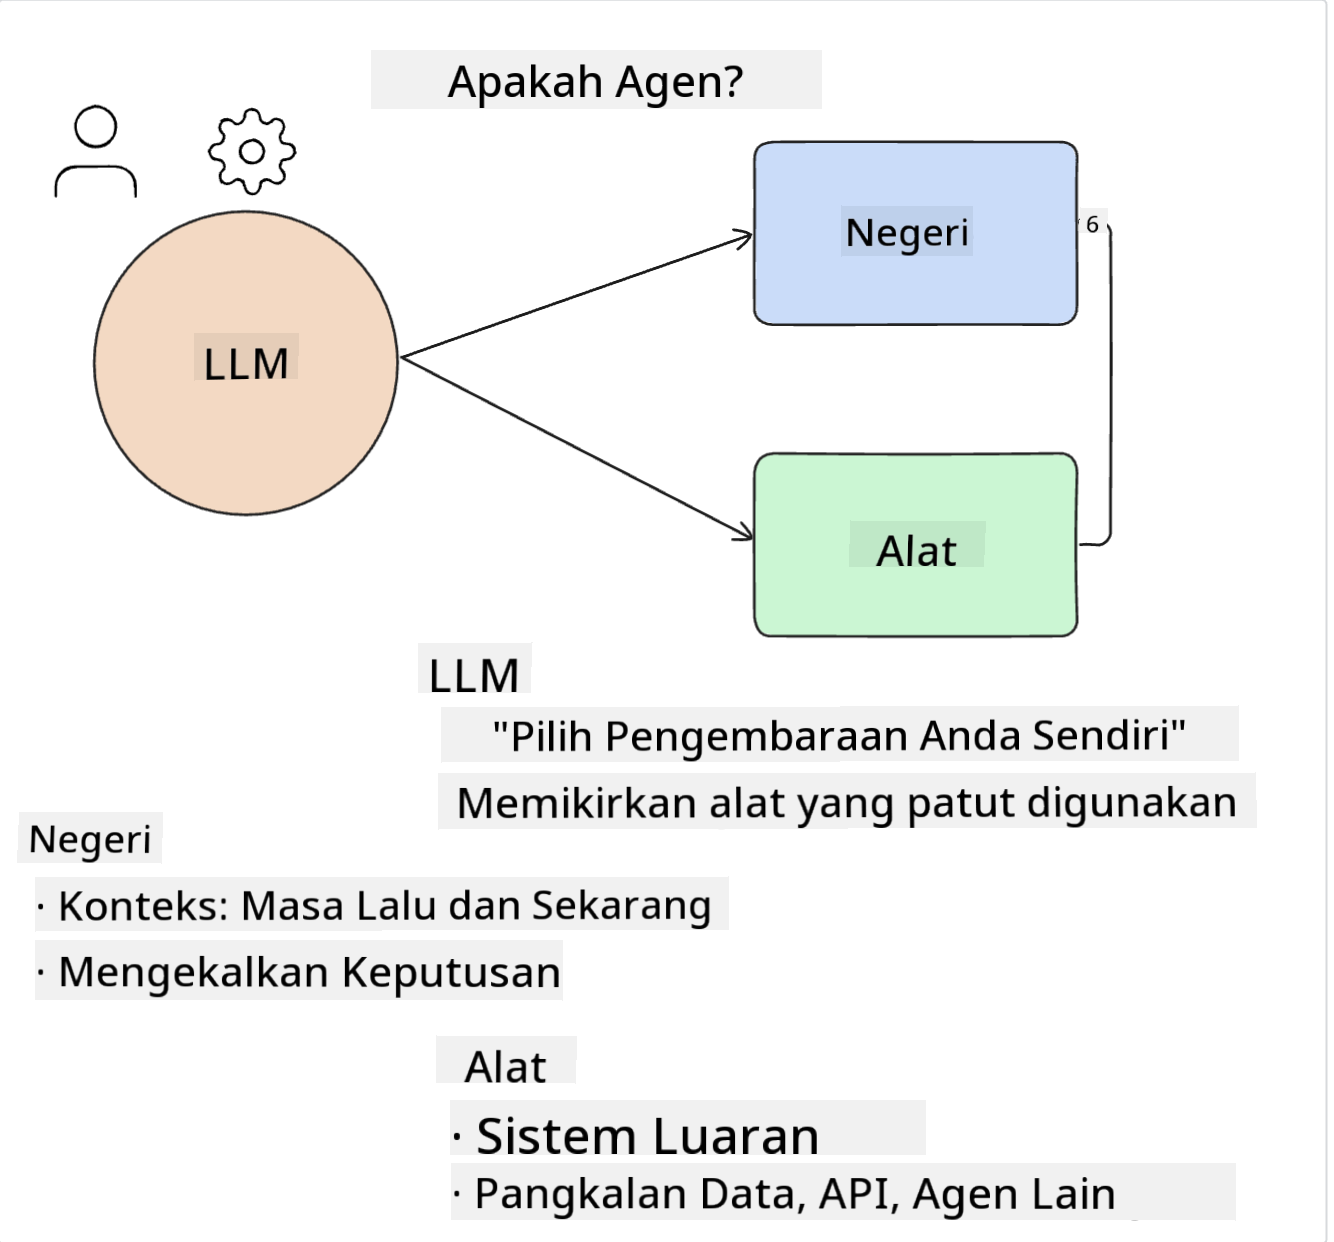 Apakah Agen?
Negeri
6
LLM
Alat
LLM
"Pilih Pengembaraan Anda Sendiri"
Memikirkan alat yang patut digunakan
Negeri
· Konteks: Masa Lalu dan Sekarang
· Mengekalkan Keputusan
Alat
· Sistem Luaran
· Pangkalan Data, API, Agen Lain